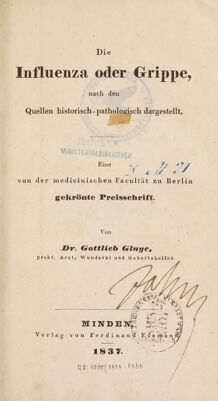 Die
Influenza oder Grippe,
nach den
Quellen historisch-pathologisch dargestellt.
MINISTERIALBIBLIOTHEK
Eine
von der medicinischen Facultät zu Berlin
gekrönte Preisschrift.
Von
Dr. Gottlieb Gluge,
prakt. Arzt, Wundarzt und Geburtshelfer.
MINDEN,
Verlag von Ferdinand
1837.